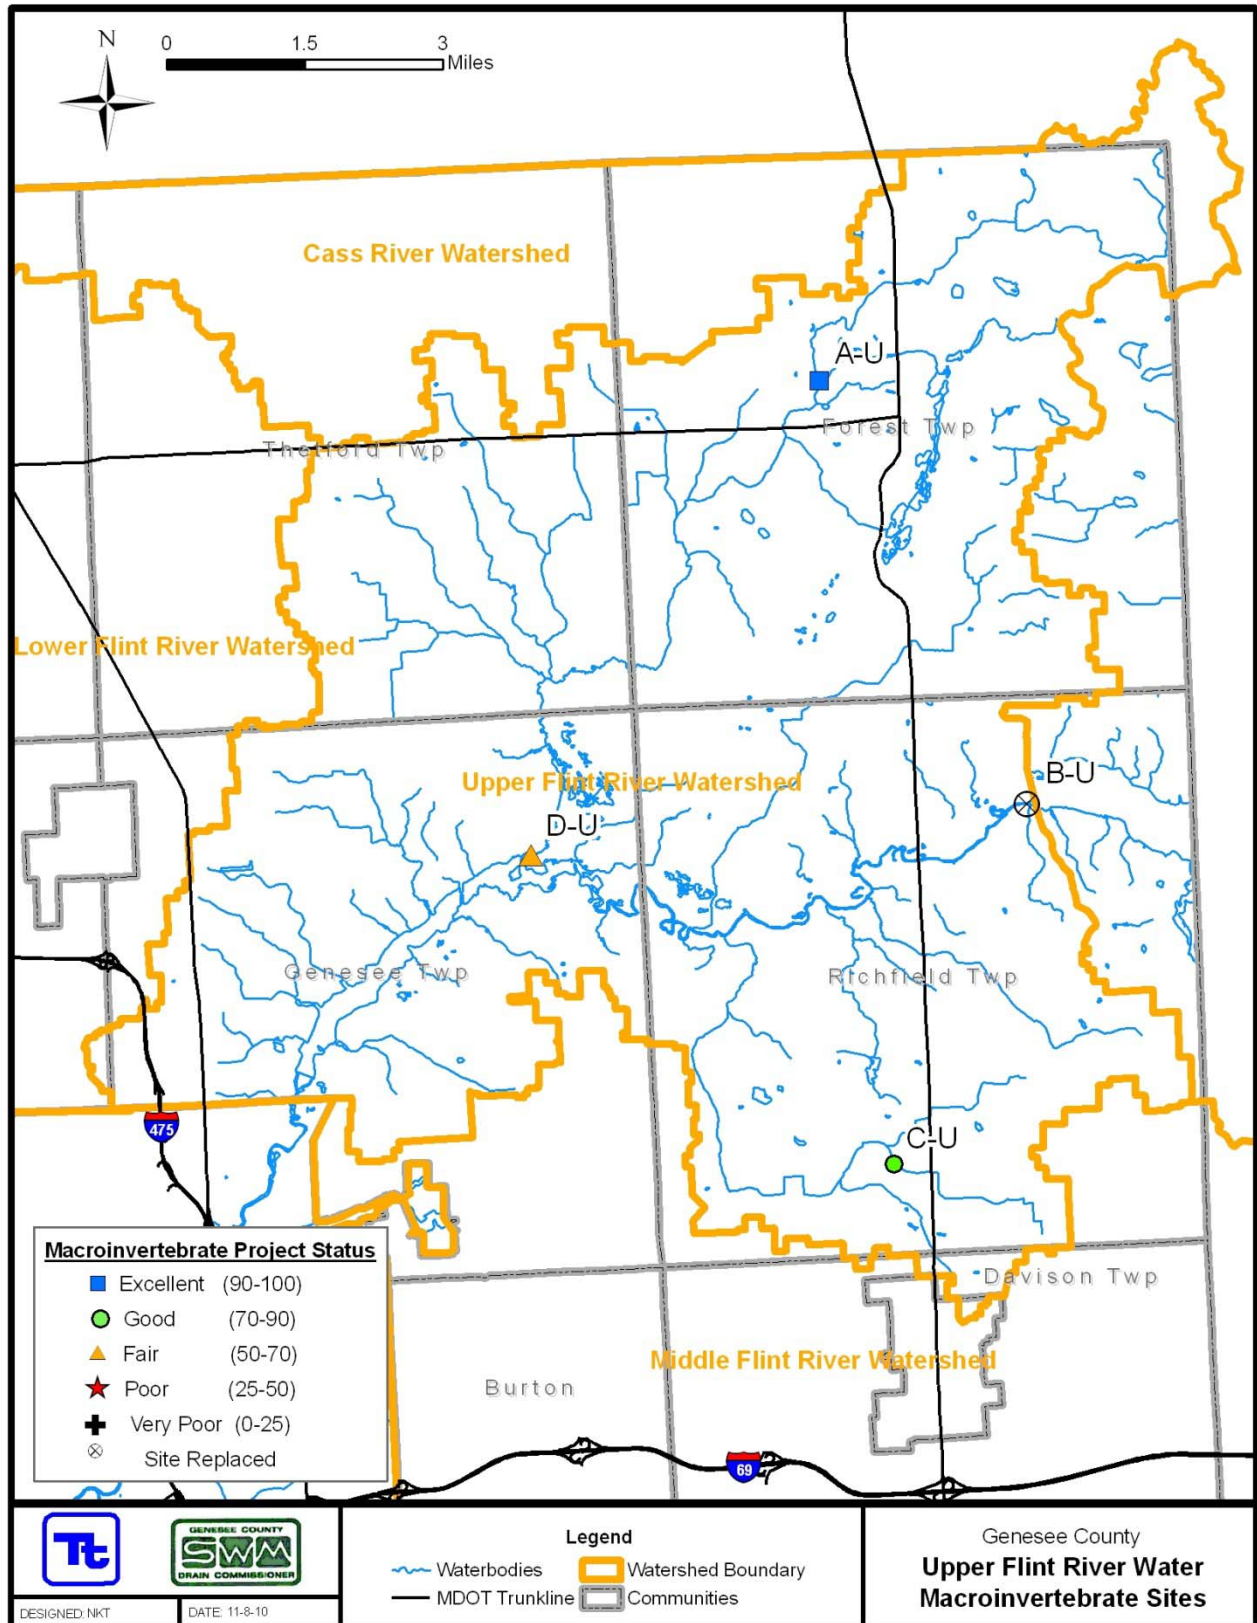 N
0 1.5 3
Miles
Cass River Watershed
A-U
Forest Twp
Thetford Twp
Lower Flint River Watershed
Upper Flint River Watershed
B-U
D-U
Genesee Twp
Richfield Twp
475
C-U
Davison Twp
Middle Flint River Watershed
Burton
69
Macroinvertebrate Project Status
Excellent (90-100)
Good (70-90)
Fair (50-70)
Poor (25-50)
Very Poor (0-25)
Site Replaced
Tt
GENESEE COUNTY
SWM
DRAIN COMMISSIONER
DESIGNED: NKT
DATE: 11-8-10
Legend
Waterbodies
Watershed Boundary
MDOT Trunkline
Communities
Genesee County
Upper Flint River Water
Macroinvertebrate Sites